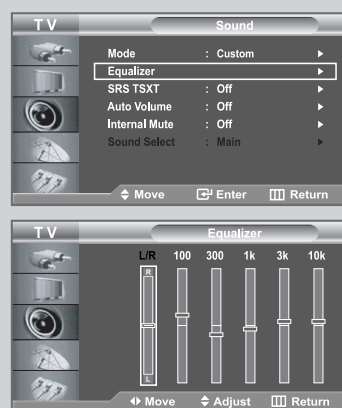 TV Sound
Mode : Custom
Equalizer
SRS TSXT : Off
Auto Volume : Off
Internal Mute : Off
Sound Select : Main
Move Enter Return
TV Equalizer
L/R 100 300 1k 3k 10k
R
L
Move Adjust Return